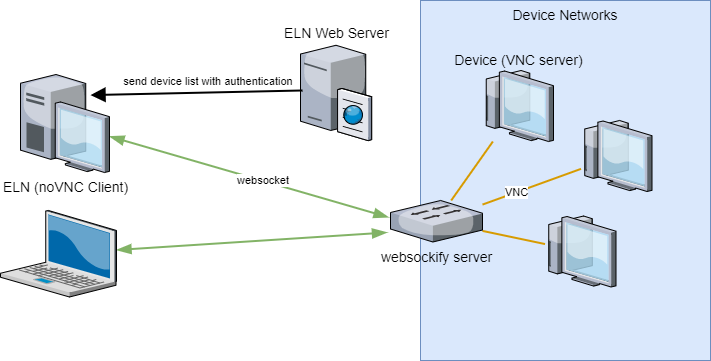 Device Networks
ELN Web Server
Device (VNC server)
send device list with authentication
websocket
ELN (noVNC Client)
VNC
websockify server